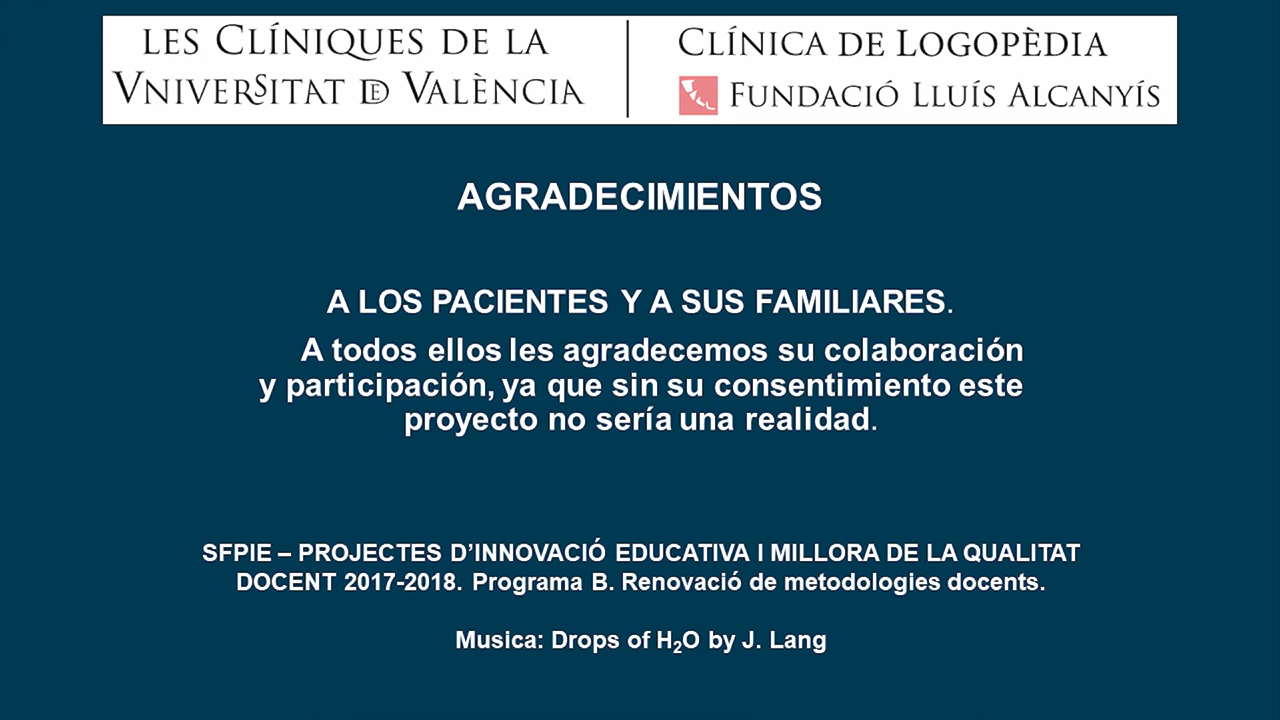 LES CLÍNIQUES DE LA
VNIVERSITAT DE VALÈNCIA
CLÍNICA DE LOGOPÈDIA
FUNDACIÓ LLUÍS ALCANYÍS
AGRADECIMIENTOS
A LOS PACIENTES Y A SUS FAMILIARES.
A todos ellos les agradecemos su colaboración
y participación, ya que sin su consentimiento este
proyecto no sería una realidad.
SFPIE – PROJECTES D’INNOVACIÓ EDUCATIVA I MILLORA DE LA QUALITAT
DOCENT 2017-2018. Programa B. Renovació de metodologies docents.
Musica: Drops of H₂O by J. Lang